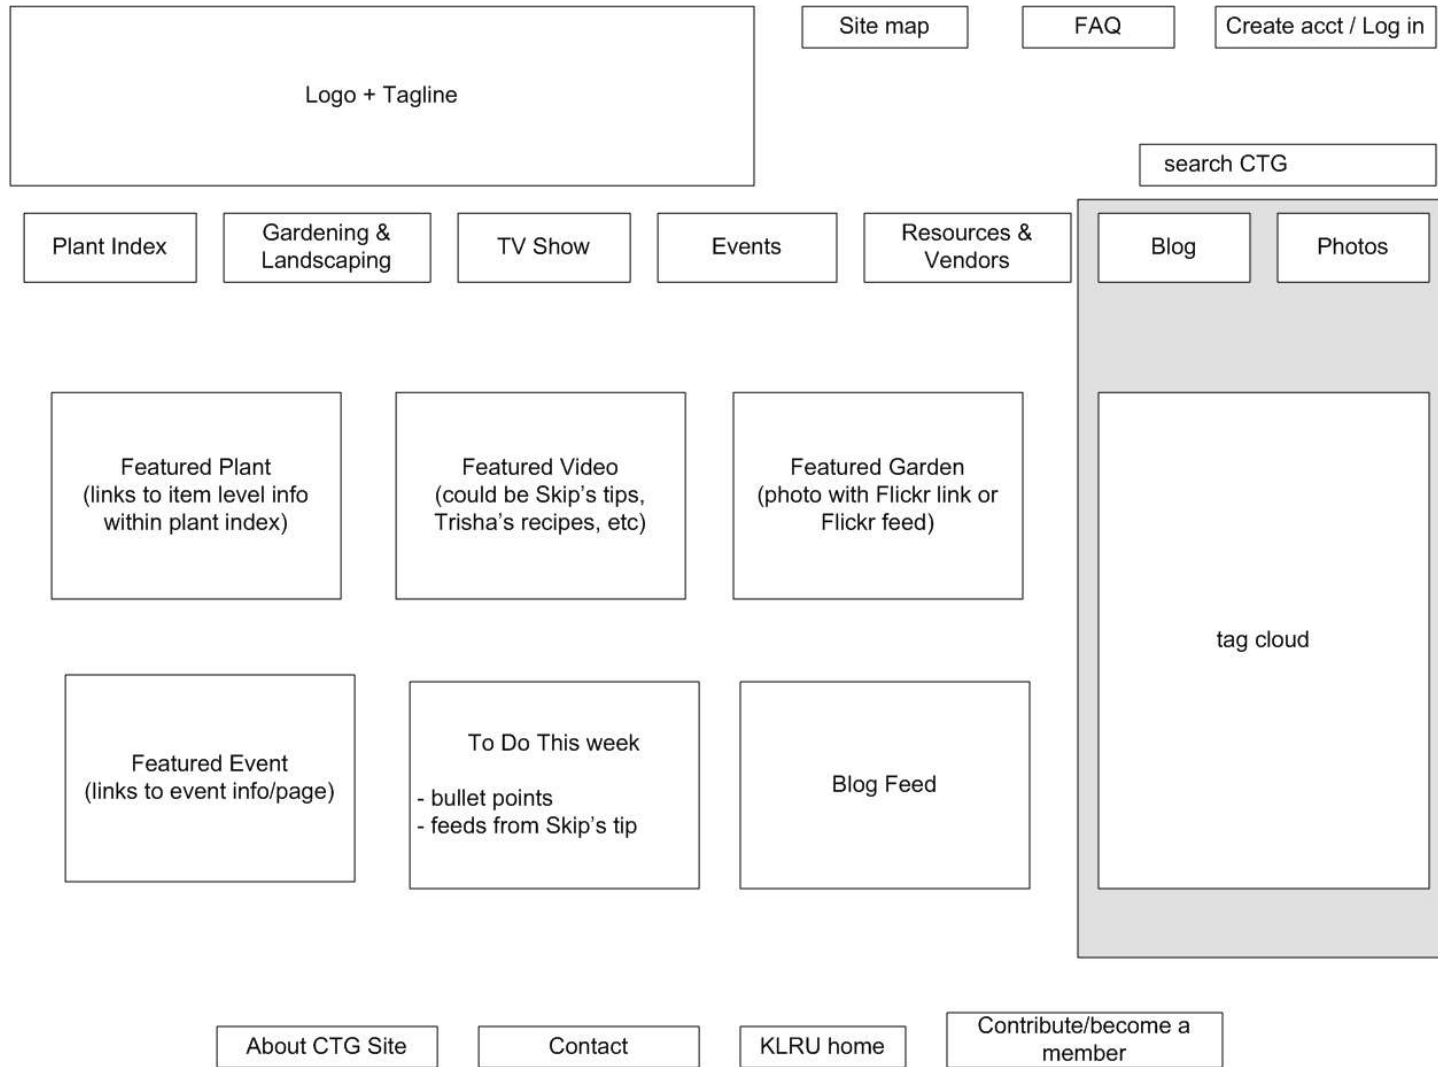 Site map
FAQ
Create acct / Log in
Logo + Tagline
search CTG
Plant Index
Gardening &
Landscaping
TV Show
Events
Resources &
Vendors
Blog
Photos
Featured Plant
(links to item level info
within plant index)
Featured Video
(could be Skip’s tips,
Trisha’s recipes, etc)
Featured Garden
(photo with Flickr link or
Flickr feed)
tag cloud
Featured Event
(links to event info/page)
To Do This week
- bullet points
- feeds from Skip’s tip
Blog Feed
About CTG Site
Contact
KLRU home
Contribute/become a
member